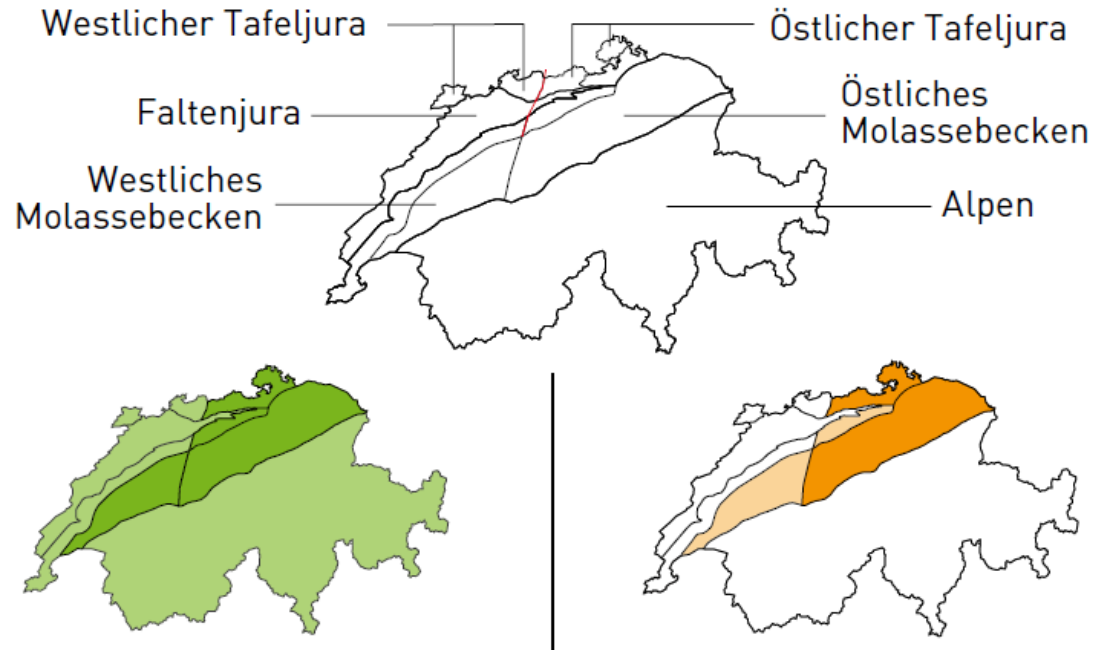 Westlicher Tafeljura
Östlicher Tafeljura
Faltenjura
Östliches
Molassebecken
Westliches
Molassebecken
Alpen